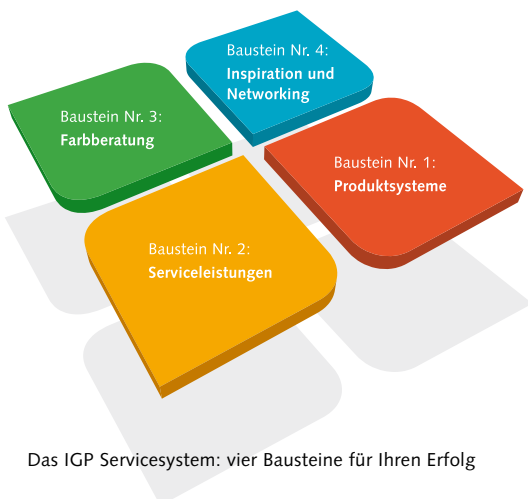 Baustein Nr. 4:
Inspiration und
Networking
Baustein Nr. 3:
Farbberatung
Baustein Nr. 1:
Produktsysteme
Baustein Nr. 2:
Serviceleistungen
Das IGP Servicesystem: vier Bausteine für Ihren Erfolg